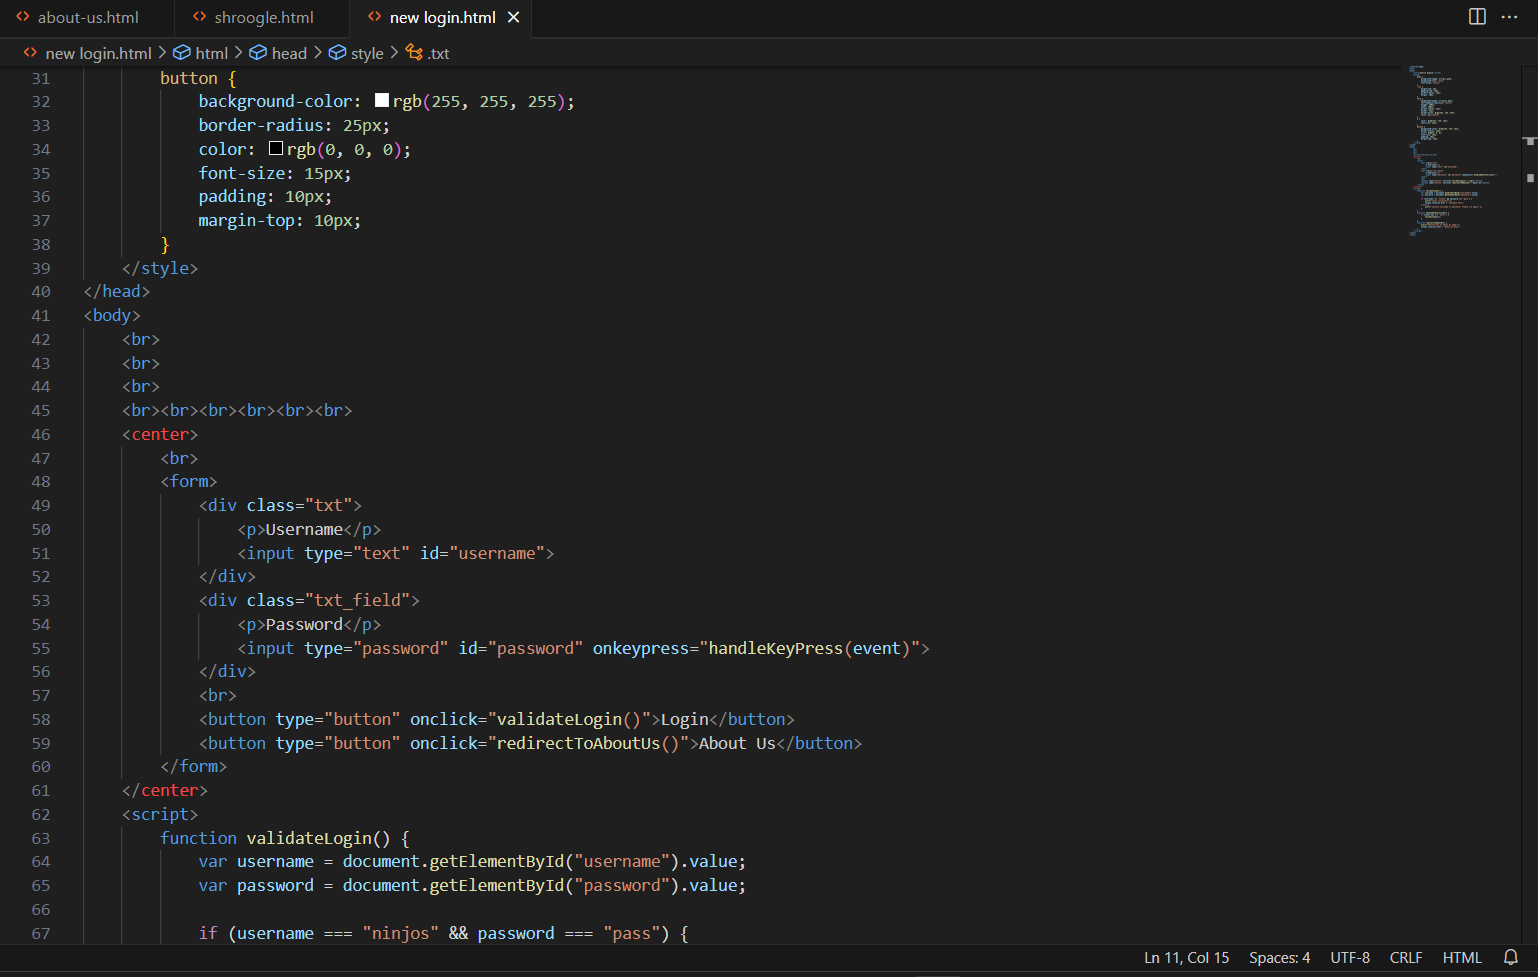 about-us.html shroogle.html new login.html
new login.html > html > head > style > .txt
31 button {
32 background-color: rgb(255, 255, 255);
33 border-radius: 25px;
34 color: rgb(0, 0, 0);
35 font-size: 15px;
36 padding: 10px;
37 margin-top: 10px;
38 }
39 </style>
40 </head>
41 <body>
42 <br>
43 <br>
44 <br>
45 <br><br><br><br><br><br>
46 <center>
47 <br>
48 <form>
49 <div class="txt">
50 <p>Username</p>
51 <input type="text" id="username">
52 </div>
53 <div class="txt_field">
54 <p>Password</p>
55 <input type="password" id="password" onkeypress="handleKeyPress(event)">
56 </div>
57 <br>
58 <button type="button" onclick="validateLogin()">Login</button>
59 <button type="button" onclick="redirectToAboutUs()">About Us</button>
60 </form>
61 </center>
62 <script>
63 function validateLogin() {
64 var username = document.getElementById("username").value;
65 var password = document.getElementById("password").value;
66
67 if (username === "ninjos" && password === "pass") {
Ln 11, Col 15 Spaces: 4 UTF-8 CRLF HTML